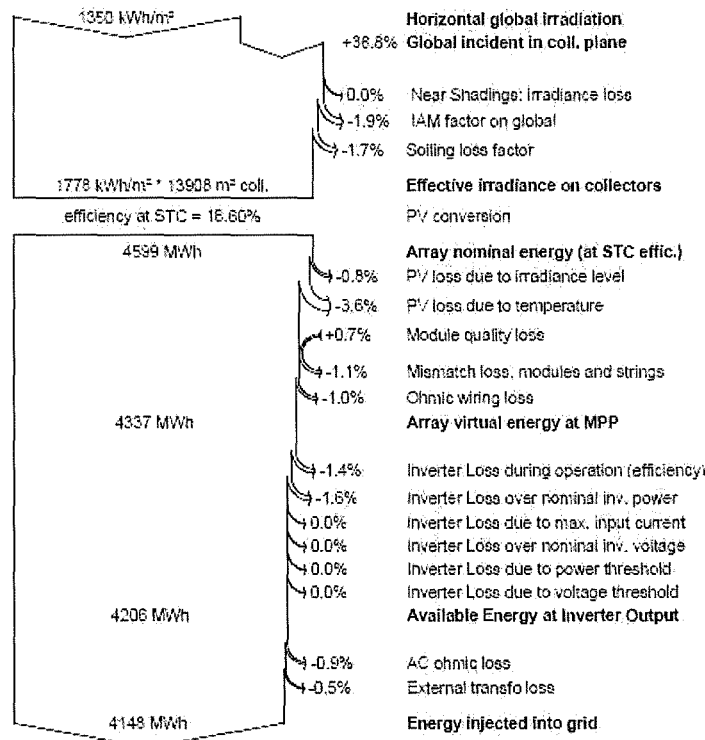 1350 kWh/m² Horizontal global irradiation
+36.8% Global incident in coll. plane
0.0% Near Shadings: irradiance loss
-1.9% IAM factor on global
-1.7% Soiling loss factor
1778 kWh/m² * 13908 m² coll. Effective irradiance on collectors
efficiency at STC = 18.60% PV conversion
4599 MWh Array nominal energy (at STC effic.)
-0.8% PV loss due to irradiance level
-3.6% PV loss due to temperature
+0.7% Module quality loss
-1.1% Mismatch loss, modules and strings
-1.0% Ohmic wiring loss
4337 MWh Array virtual energy at MPP
-1.4% Inverter Loss during operation (efficiency)
-1.6% Inverter Loss over nominal inv. power
0.0% Inverter Loss due to max. input current
0.0% Inverter Loss over nominal inv. voltage
0.0% Inverter Loss due to power threshold
0.0% Inverter Loss due to voltage threshold
4206 MWh Available Energy at Inverter Output
-0.9% AC ohmic loss
-0.5% External transfo loss
4148 MWh Energy injected into grid